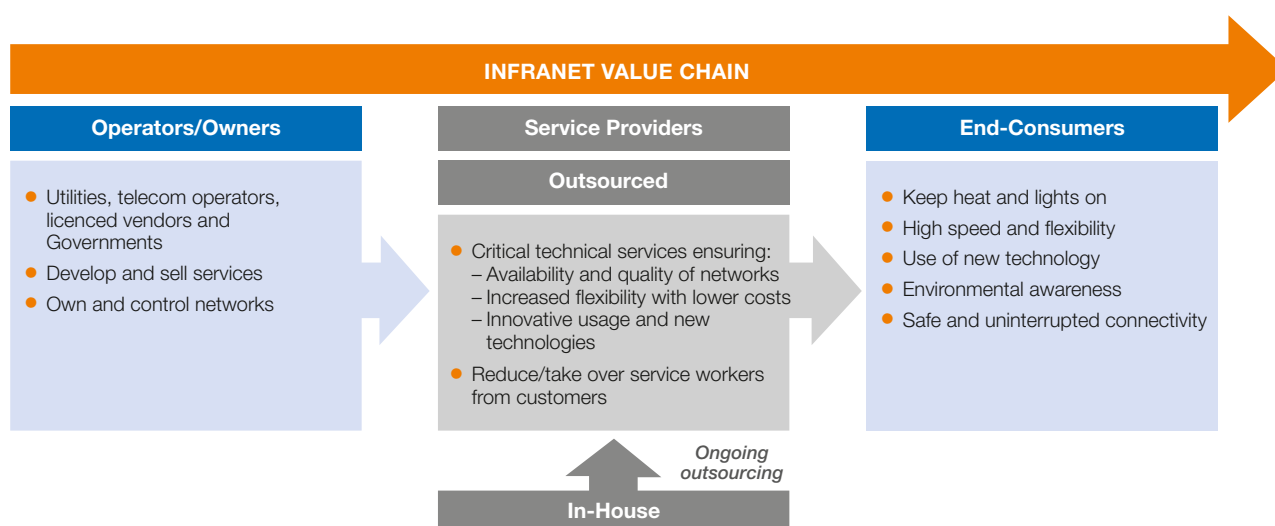 INFRANET VALUE CHAIN
Operators/Owners
● Utilities, telecom operators,
licenced vendors and
Governments
● Develop and sell services
● Own and control networks
Service Providers
Outsourced
● Critical technical services ensuring:
– Availability and quality of networks
– Increased flexibility with lower costs
– Innovative usage and new
technologies
● Reduce/take over service workers
from customers
Ongoing
outsourcing
In-House
End-Consumers
● Keep heat and lights on
● High speed and flexibility
● Use of new technology
● Environmental awareness
● Safe and uninterrupted connectivity